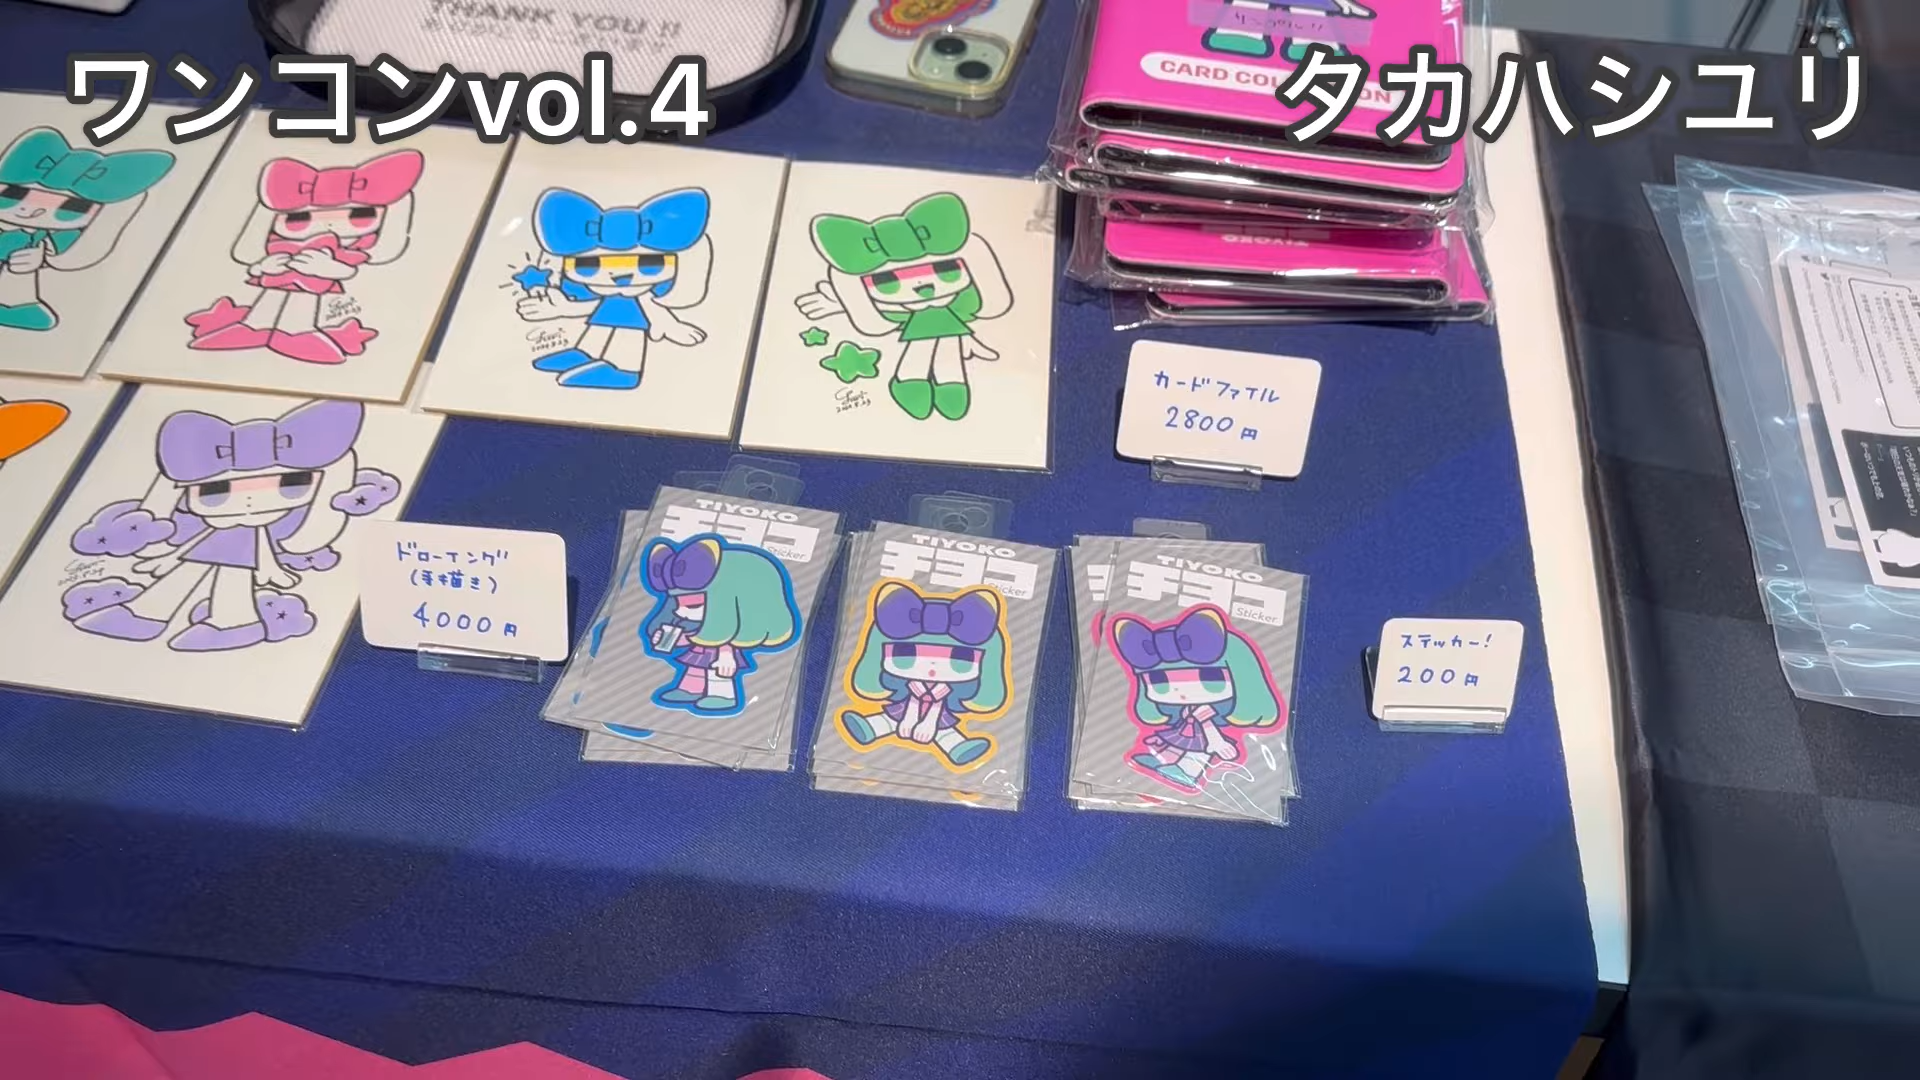 THANK YOU !!
ワンコンvol.4
タカハシユリ
CARD COLLECTION
TIYOKO
カードファイル
2800円
ドローイング
(手描き)
4000円
TIYOKO
チヨコ
Sticker
TIYOKO
チヨコ
Sticker
TIYOKO
チヨコ
Sticker
ステッカー!
200円